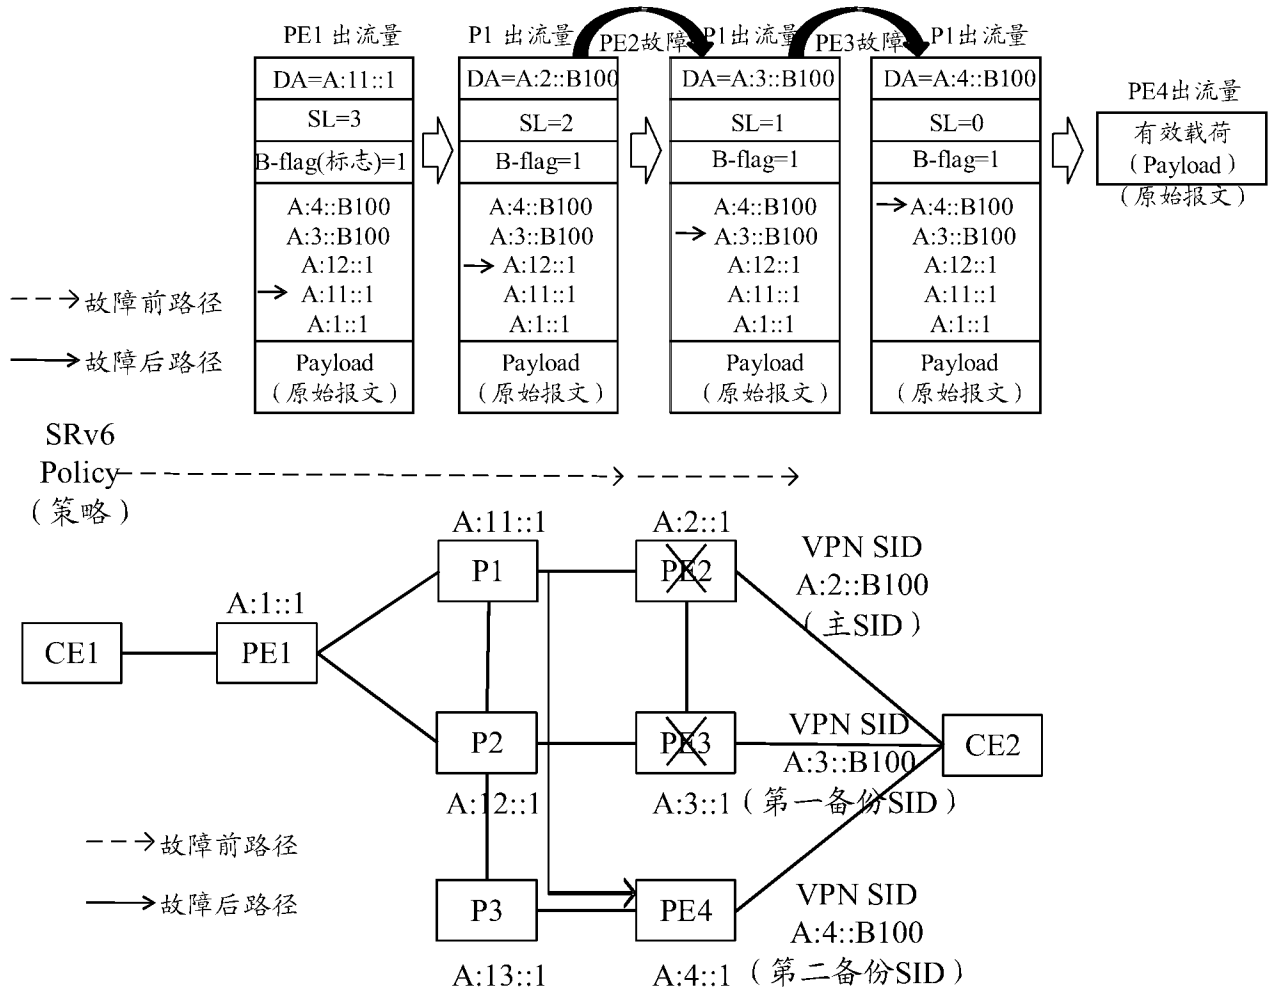 PE1 出流量
DA=A:11::1
SL=3
B-flag(标志)=1
A:4::B100
A:3::B100
A:12::1
A:11::1
A:1::1
Payload
（原始报文）
P1 出流量
DA=A:2::B100
SL=2
B-flag=1
A:4::B100
A:3::B100
A:12::1
A:11::1
A:1::1
Payload
（原始报文）
PE2故障
P1出流量
DA=A:3::B100
SL=1
B-flag=1
A:4::B100
A:3::B100
A:12::1
A:11::1
A:1::1
Payload
（原始报文）
PE3故障
P1出流量
DA=A:4::B100
SL=0
B-flag=1
A:4::B100
A:3::B100
A:12::1
A:11::1
A:1::1
Payload
（原始报文）
PE4出流量
有效载荷
（Payload）
（原始报文）
故障前路径
故障后路径
SRv6
Policy
（策略）
A:11::1
P1
A:2::1
PE2
VPN SID
A:2::B100
（主SID）
A:1::1
CE1
PE1
P2
A:12::1
PE3
A:3::1
VPN SID
A:3::B100
（第一备份SID）
CE2
故障前路径
故障后路径
P3
A:13::1
PE4
A:4::1
VPN SID
A:4::B100
（第二备份SID）